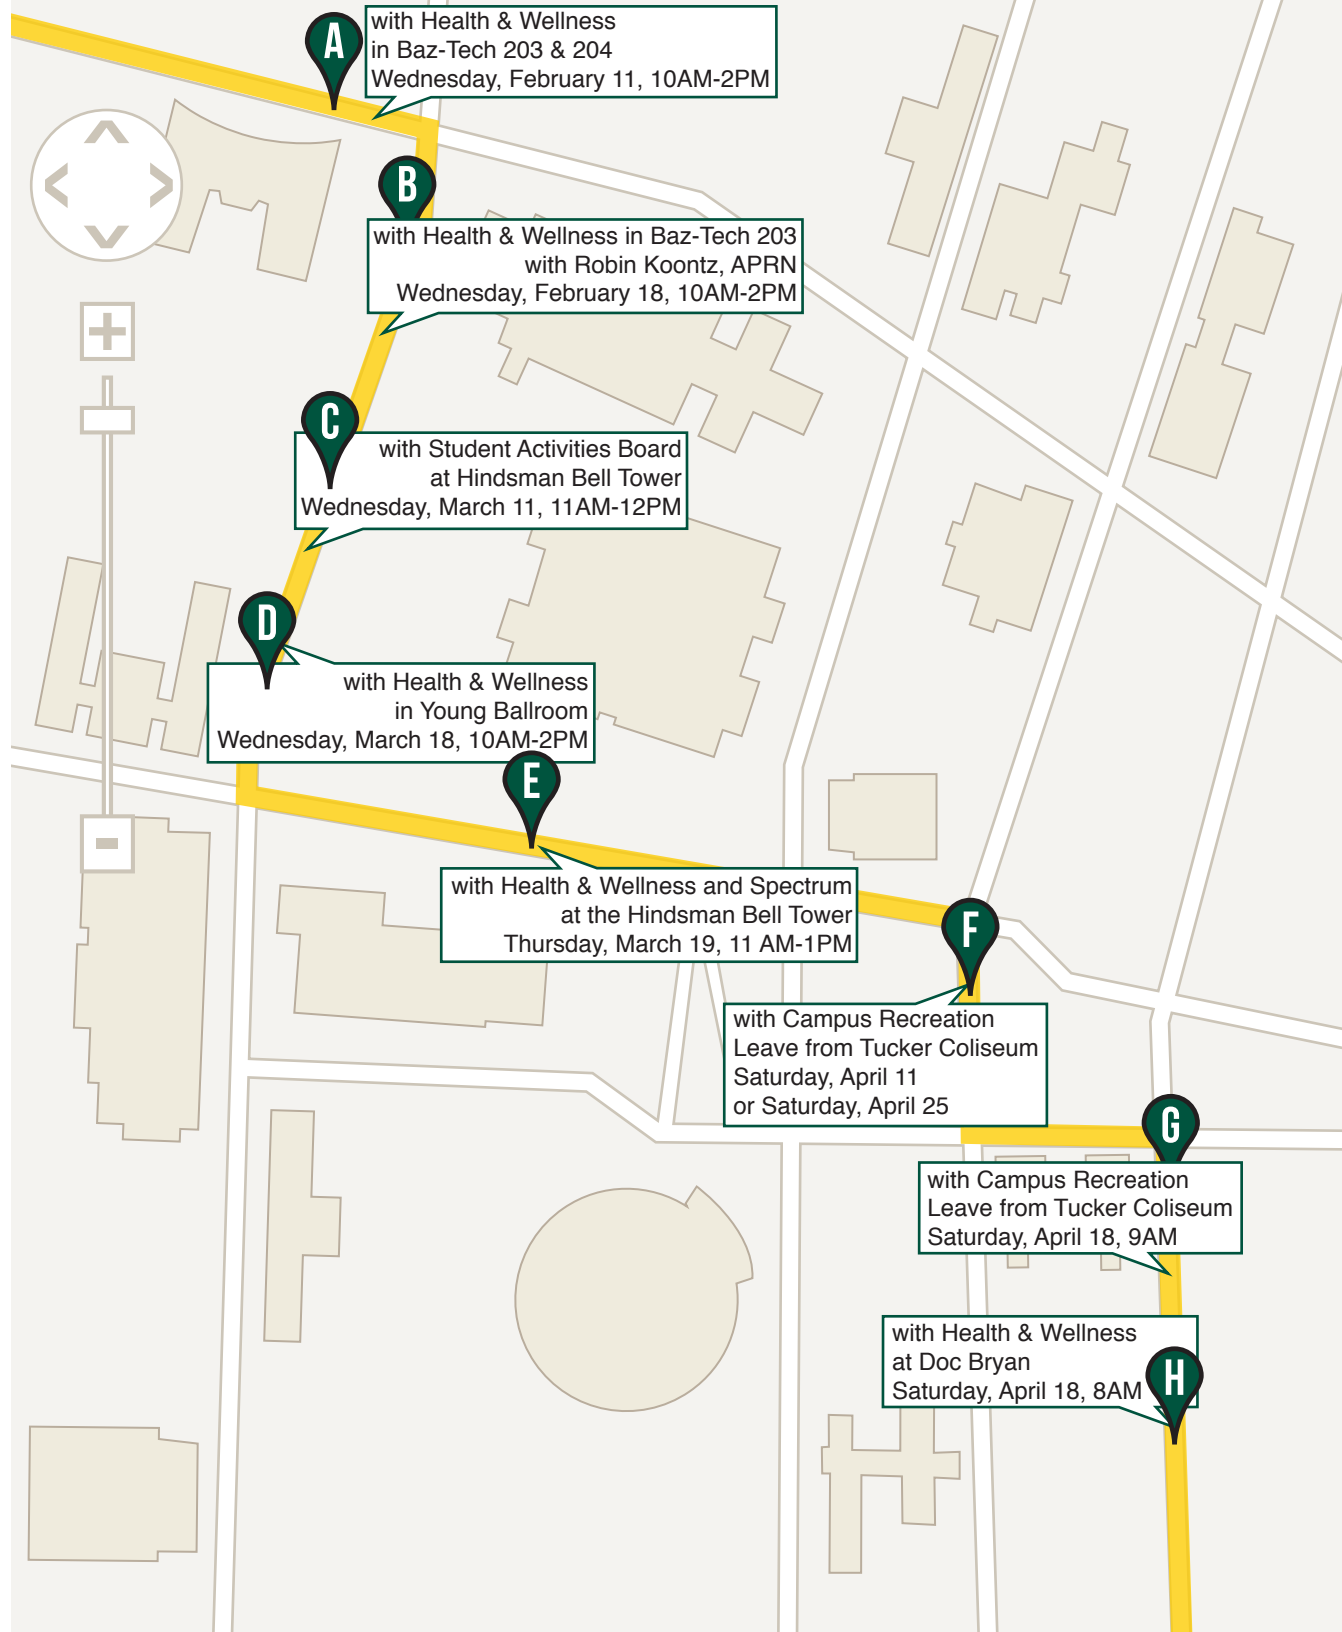 A
with Health & Wellness
in Baz-Tech 203 & 204
Wednesday, February 11, 10AM-2PM
B
with Health & Wellness in Baz-Tech 203
with Robin Koontz, APRN
Wednesday, February 18, 10AM-2PM
C
with Student Activities Board
at Hindsman Bell Tower
Wednesday, March 11, 11AM-12PM
D
with Health & Wellness
in Young Ballroom
Wednesday, March 18, 10AM-2PM
E
with Health & Wellness and Spectrum
at the Hindsman Bell Tower
Thursday, March 19, 11 AM-1PM
F
with Campus Recreation
Leave from Tucker Coliseum
Saturday, April 11
or Saturday, April 25
G
with Campus Recreation
Leave from Tucker Coliseum
Saturday, April 18, 9AM
with Health & Wellness
at Doc Bryan
Saturday, April 18, 8AM
H